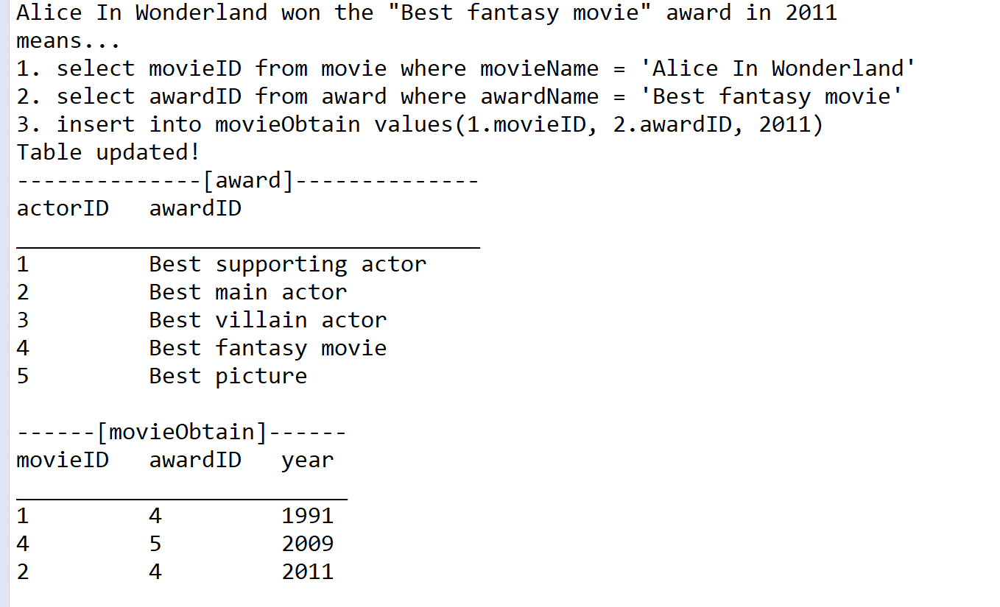 Alice In Wonderland won the "Best fantasy movie" award in 2011
means...
1. select movieID from movie where movieName = 'Alice In Wonderland'
2. select awardID from award where awardName = 'Best fantasy movie'
3. insert into movieObtain values(1.movieID, 2.awardID, 2011)
Table updated!
--------------[award]--------------
actorID   awardID
___________________________________
1         Best supporting actor
2         Best main actor
3         Best villain actor
4         Best fantasy movie
5         Best picture
------[movieObtain]------
movieID   awardID   year
_________________________
1         4         1991
4         5         2009
2         4         2011